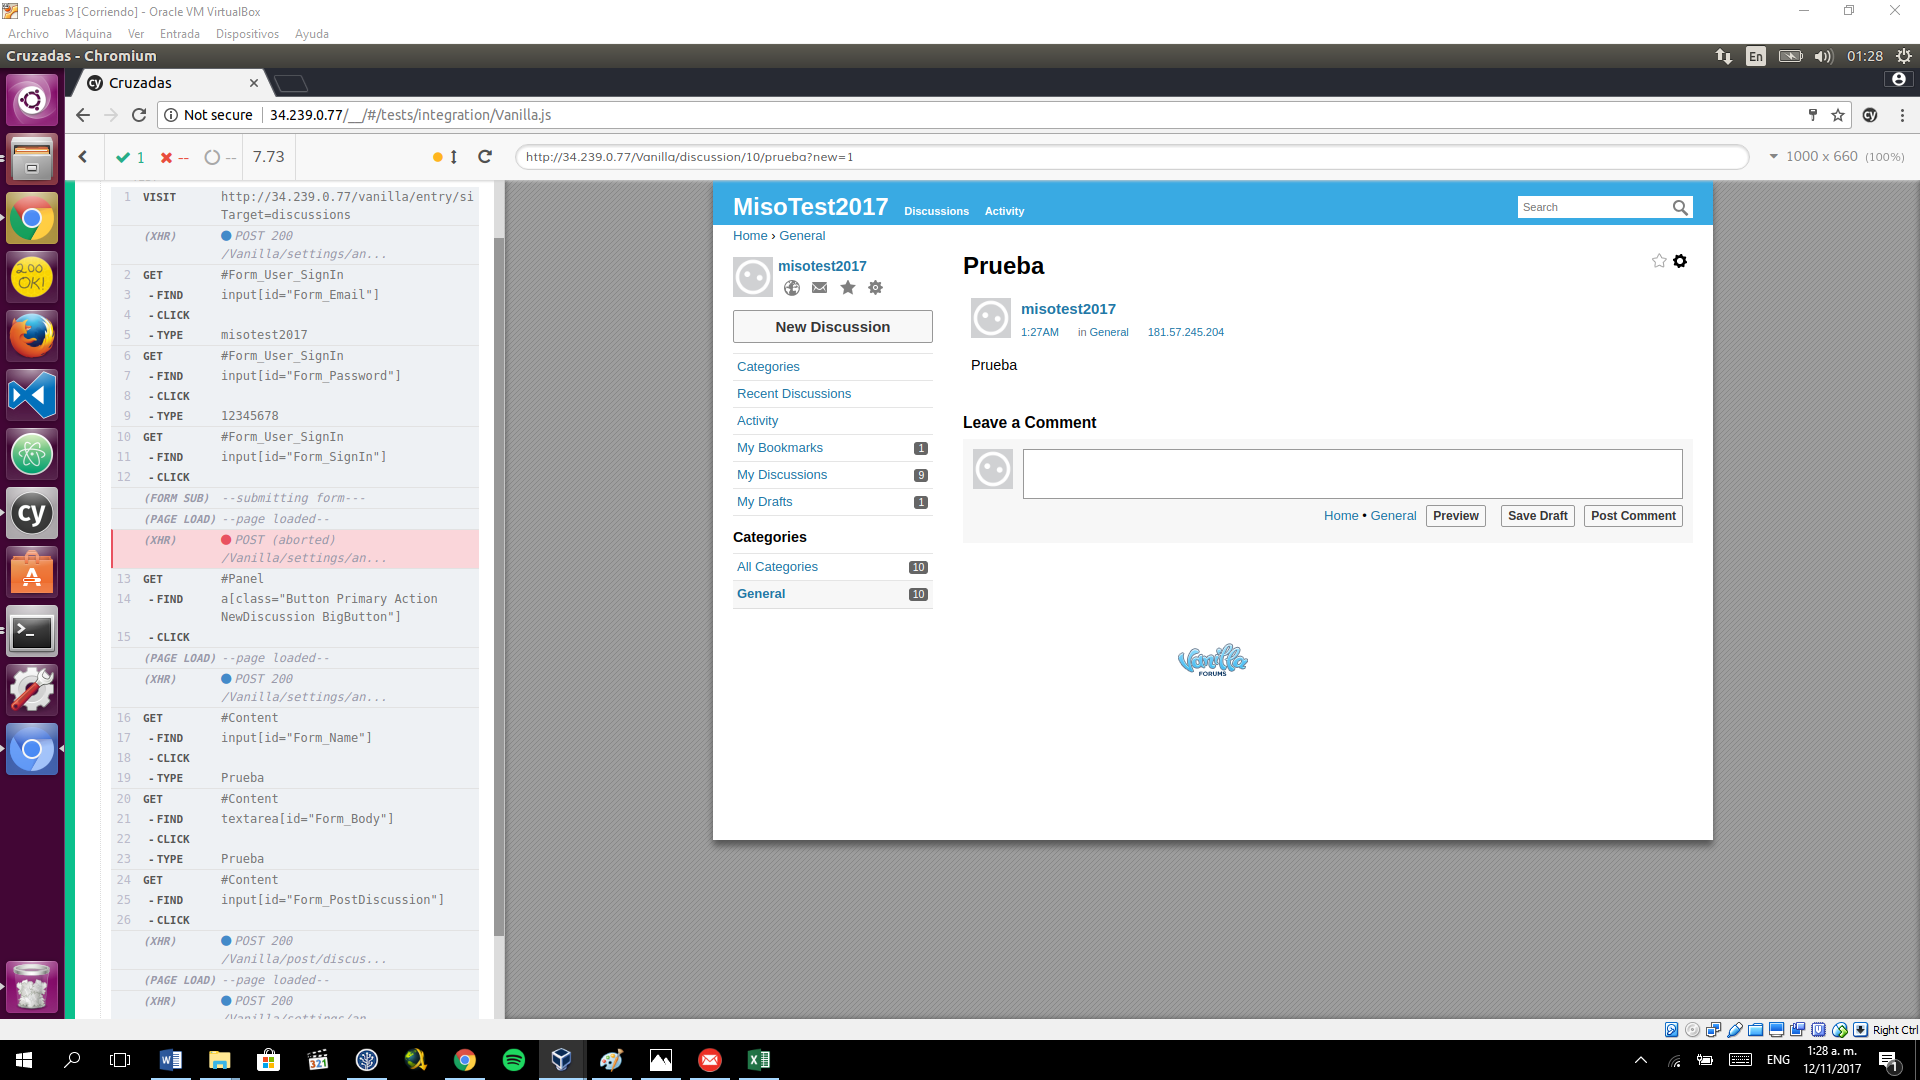 Pruebas 3 [Corriendo] - Oracle VM VirtualBox
Archivo Máquina Ver Entrada Dispositivos Ayuda
Cruzadas - Chromium
En 01:28
cy Cruzadas
Not secure 34.239.0.77/__/#/tests/integration/Vanilla.js
1 -- -- 7.73
http://34.239.0.77/Vanilla/discussion/10/prueba?new=1
1000 x 660 (100%)
1 VISIT http://34.239.0.77/vanilla/entry/si
Target=discussions
(XHR) POST 200
/Vanilla/settings/an...
2 GET #Form_User_SignIn
3 - FIND input[id="Form_Email"]
4 - CLICK
5 - TYPE misotest2017
6 GET #Form_User_SignIn
7 - FIND input[id="Form_Password"]
8 - CLICK
9 - TYPE 12345678
10 GET #Form_User_SignIn
11 - FIND input[id="Form_SignIn"]
12 - CLICK
(FORM SUB) --submitting form---
(PAGE LOAD) --page loaded--
(XHR) POST (aborted)
/Vanilla/settings/an...
13 GET #Panel
14 - FIND a[class="Button Primary Action
NewDiscussion BigButton"]
15 - CLICK
(PAGE LOAD) --page loaded--
(XHR) POST 200
/Vanilla/settings/an...
16 GET #Content
17 - FIND input[id="Form_Name"]
18 - CLICK
19 - TYPE Prueba
20 GET #Content
21 - FIND textarea[id="Form_Body"]
22 - CLICK
23 - TYPE Prueba
24 GET #Content
25 - FIND input[id="Form_PostDiscussion"]
26 - CLICK
(XHR) POST 200
/Vanilla/post/discus...
(PAGE LOAD) --page loaded--
(XHR) POST 200
/Vanilla/settings/an...
MisoTest2017 Discussions Activity Search
Home › General
misotest2017
New Discussion
Categories
Recent Discussions
Activity
My Bookmarks 1
My Discussions 9
My Drafts 1
Categories
All Categories 10
General 10
Prueba
misotest2017
1:27AM in General 181.57.245.204
Prueba
Leave a Comment
Home • General Preview Save Draft Post Comment
Vanilla
FORUMS
200
OK!
cy
Right Ctrl
321
ENG 1:28 a. m.
12/11/2017
1